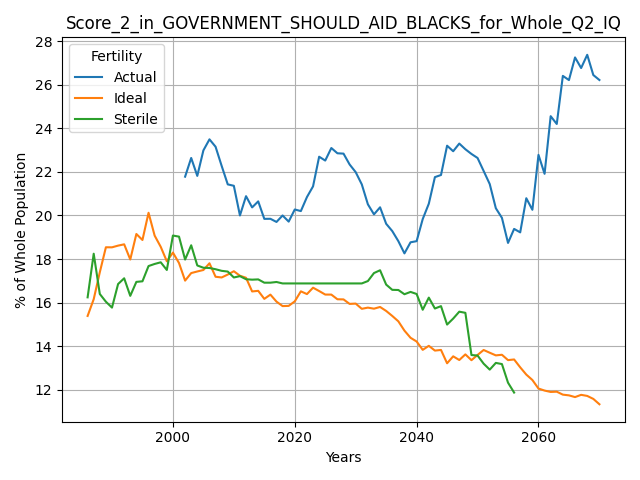 Score_2_in_GOVERNMENT_SHOULD_AID_BLACKS_for_Whole_Q2_IQ
Fertility
Actual
Ideal
Sterile
% of Whole Population
28
26
24
22
20
18
16
14
12
2000
2020
2040
2060
Years